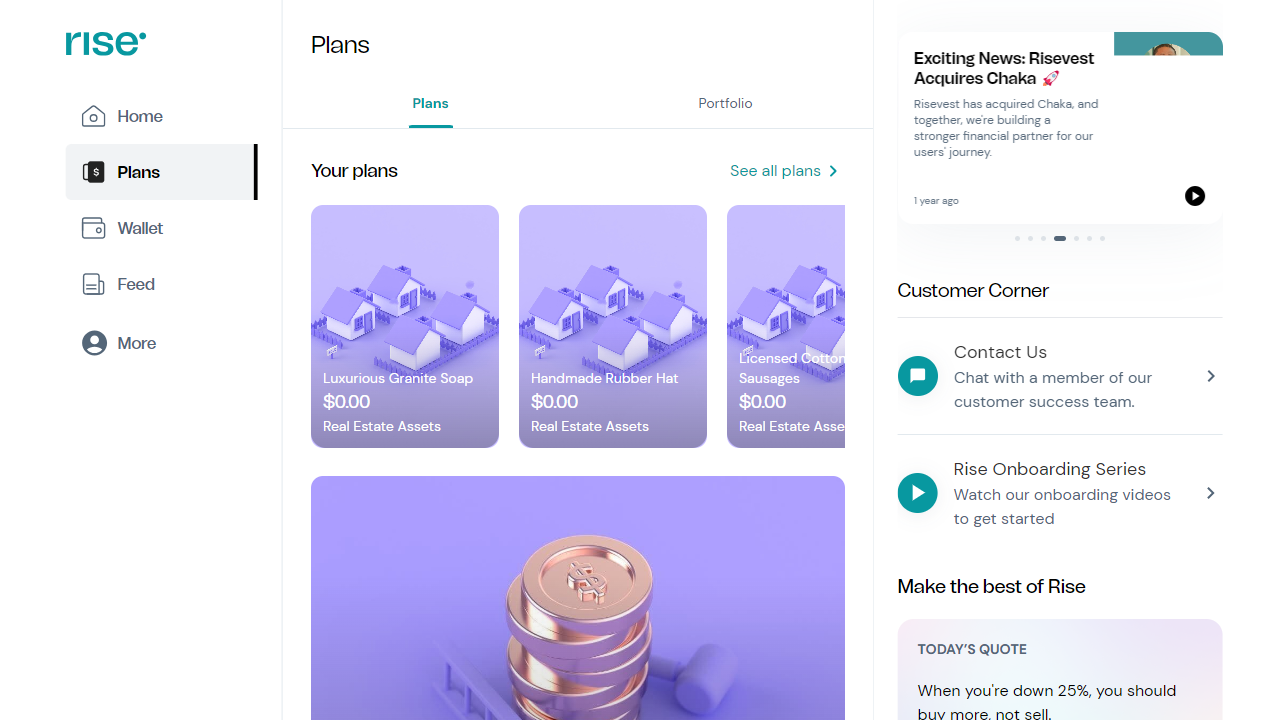 rise
Home
Plans
Wallet
Feed
More
Plans
Plans
Portfolio
Your plans
See all plans
Luxurious Granite Soap
$0.00
Real Estate Assets
Handmade Rubber Hat
$0.00
Real Estate Assets
Licensed Cotton
Sausages
$0.00
Real Estate Asse
Exciting News: Risevest
Acquires Chaka 🚀
Risevest has acquired Chaka, and
together, we're building a
stronger financial partner for our
users' journey.
1 year ago
Customer Corner
Contact Us
Chat with a member of our
customer success team.
Rise Onboarding Series
Watch our onboarding videos
to get started
Make the best of Rise
TODAY'S QUOTE
When you're down 25%, you should
buy more, not sell.